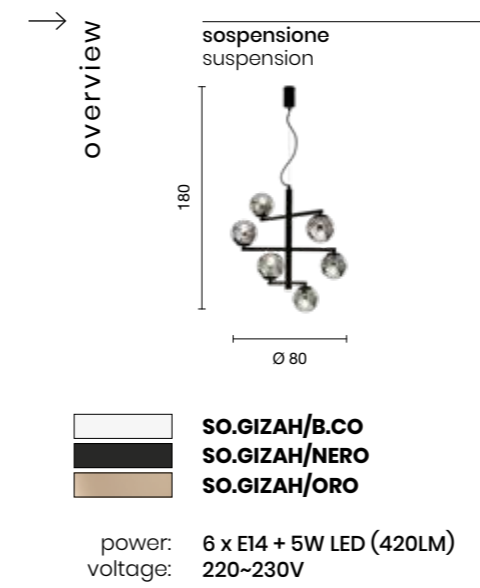 overview
sospensione
suspension
180
Ø 80
SO.GIZAH/B.CO
SO.GIZAH/NERO
SO.GIZAH/ORO
power: 6 x E14 + 5W LED (420LM)
voltage: 220~230V